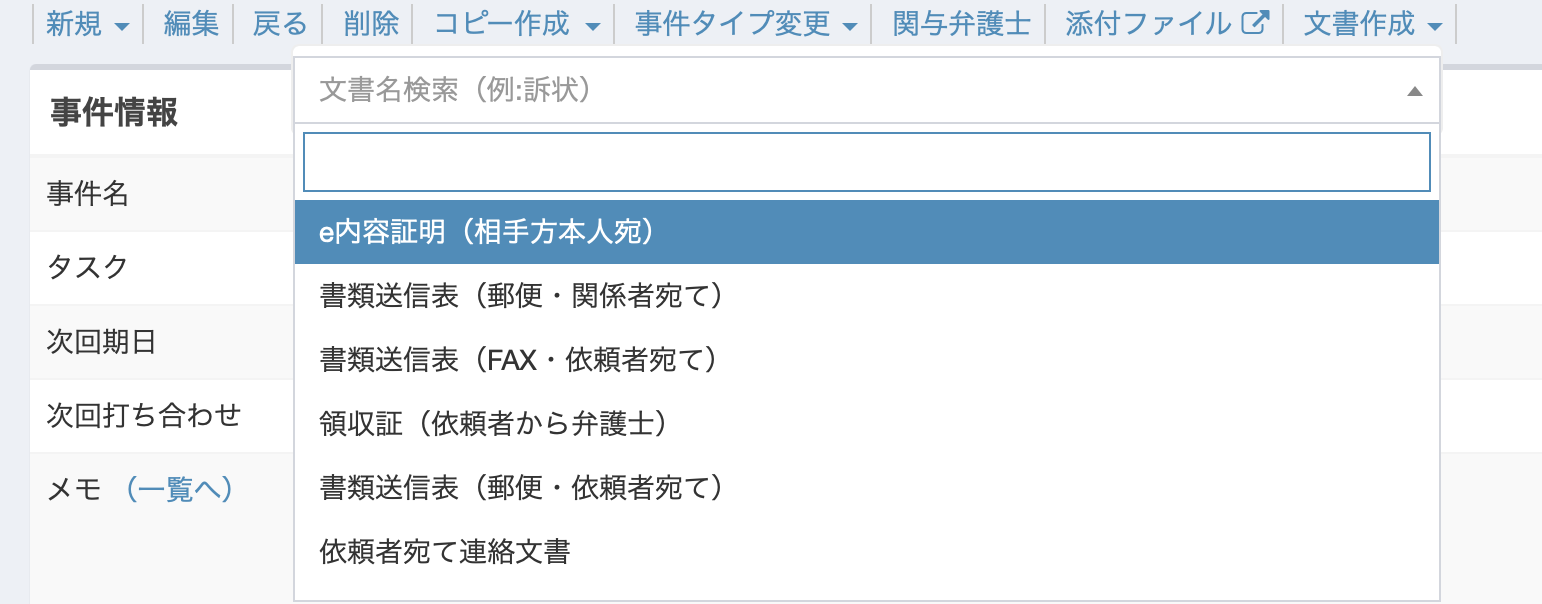 新規 編集 戻る 削除 コピー作成 事件タイプ変更 関与弁護士 添付ファイル 文書作成
事件情報
文書名検索（例:訴状）
e内容証明（相手方本人宛）
書類送信表（郵便・関係者宛て）
書類送信表（FAX・依頼者宛て）
領収証（依頼者から弁護士）
書類送信表（郵便・依頼者宛て）
依頼者宛て連絡文書
事件名
タスク
次回期日
次回打ち合わせ
メモ （一覧へ）